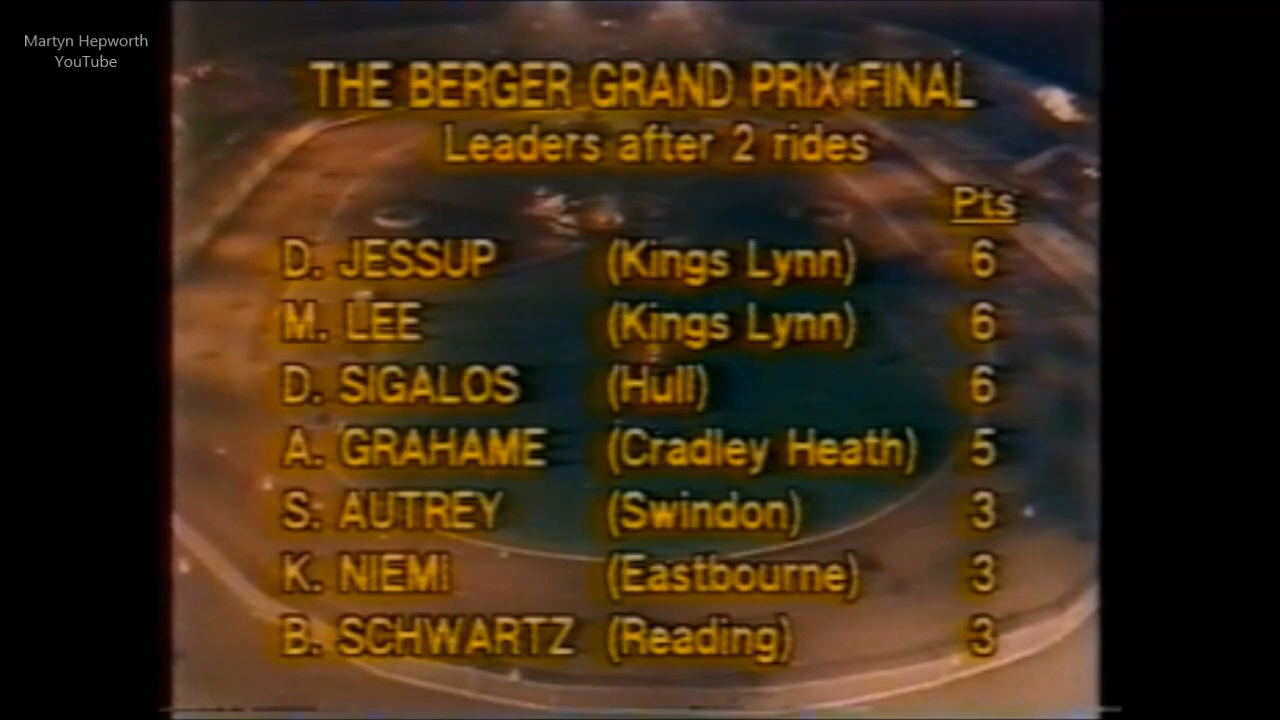 Martyn Hepworth
YouTube
THE BERGER GRAND PRIX FINAL
Leaders after 2 rides
Pts
D. JESSUP (Kings Lynn) 6
M. LEE (Kings Lynn) 6
D. SIGALOS (Hull) 6
A. GRAHAME (Cradley Heath) 5
S. AUTREY (Swindon) 3
K. NIEMI (Eastbourne) 3
B. SCHWARTZ (Reading) 3